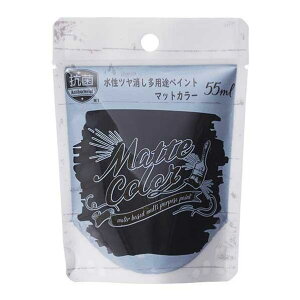 抗菌
Antibacterial
水性ツヤ消し多用途ペイント
マットカラー
55ml
Matte
Color
water based multi purpose paint